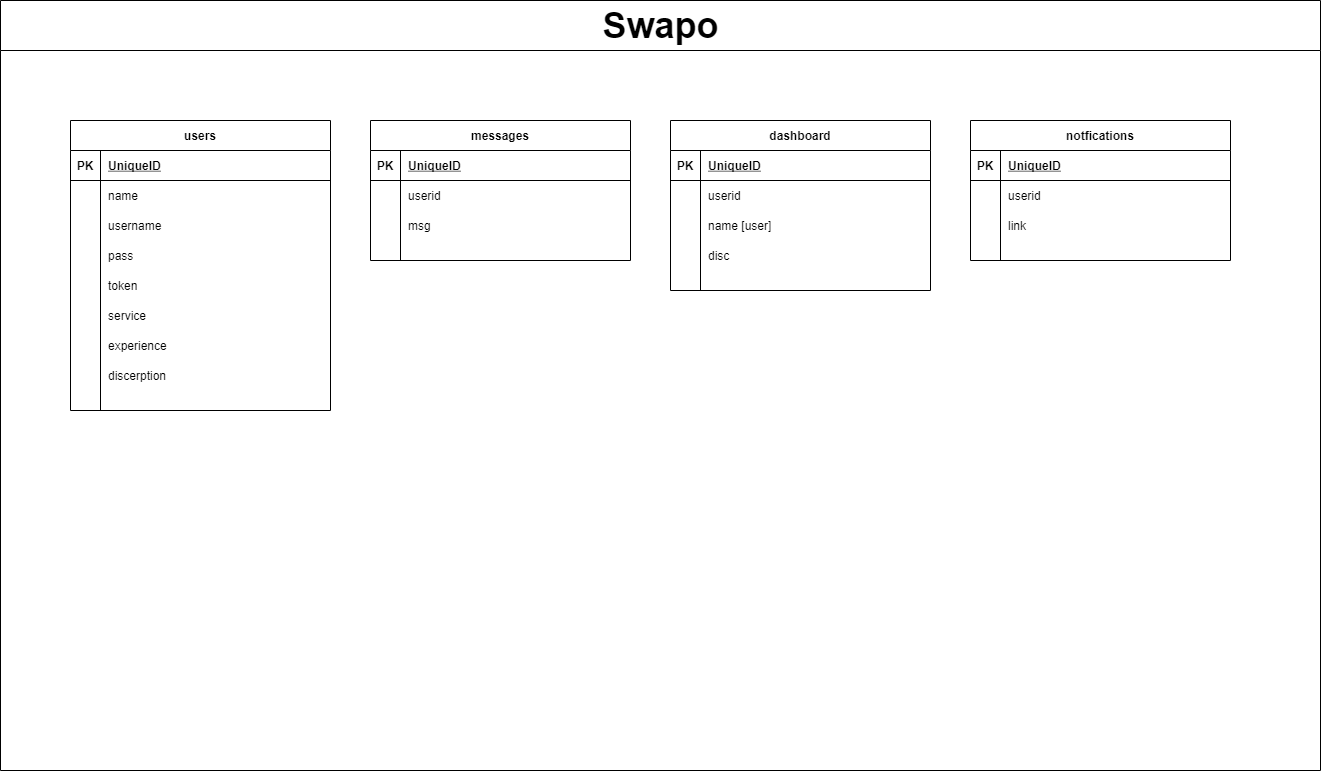 Swapo
users
PK UniqueID
name
username
pass
token
service
experience
discerption
messages
PK UniqueID
userid
msg
dashboard
PK UniqueID
userid
name [user]
disc
notfications
PK UniqueID
userid
link